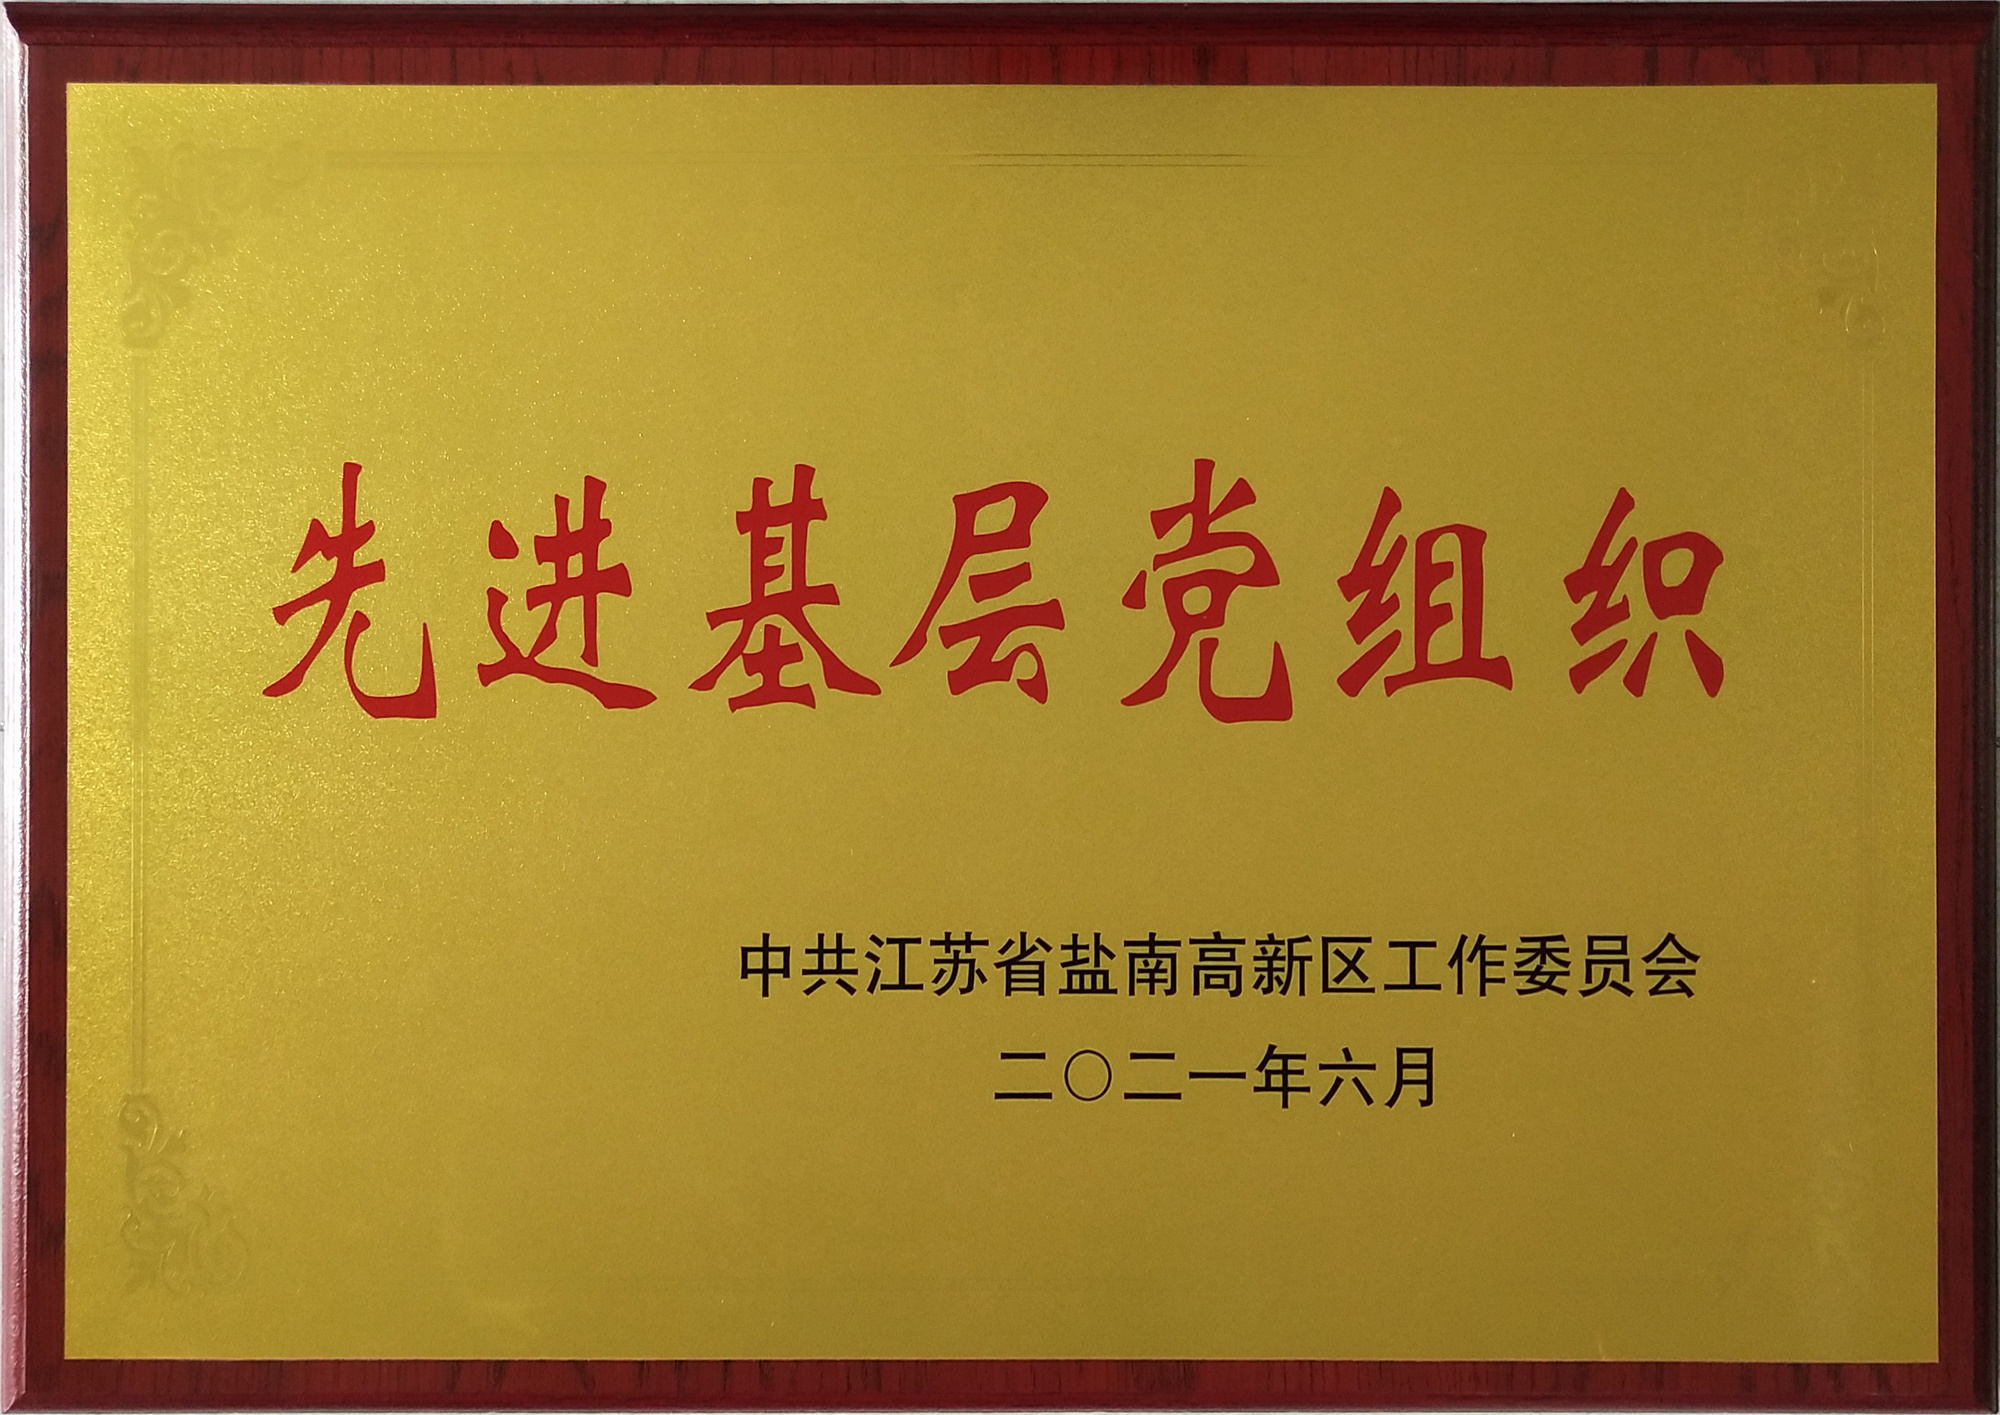 先进基层党组织
中共江苏省盐南高新区工作委员会
二〇二一年六月